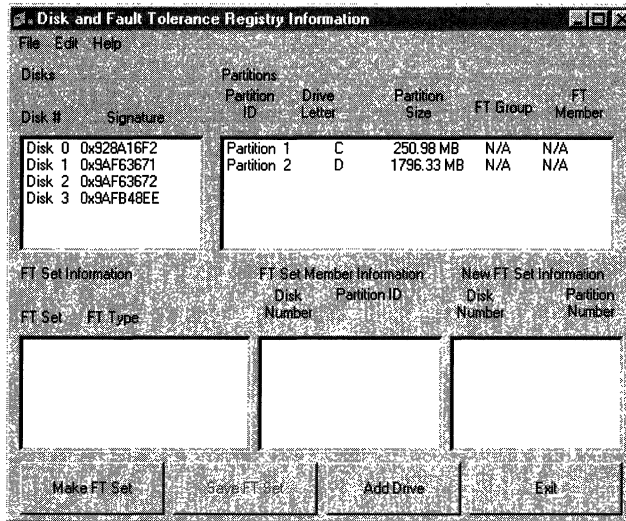 Disk and Fault Tolerance Registry Information
File Edit Help
Disks
Disk # Signature
Disk 0 0x928A16F2
Disk 1 0x9AF63671
Disk 2 0x9AF63672
Disk 3 0x9AFB48EE
Partitions
Partition ID Drive Letter Partition Size FT Group FT Member
Partition 1 C 250.98 MB N/A N/A
Partition 2 D 1796.33 MB N/A N/A
FT Set Information
FT Set FT Type
FT Set Member Information
Disk Number Partition ID
New FT Set Information
Disk Number Partition Number
Make FT Set Save FT Set Add Drive Exit